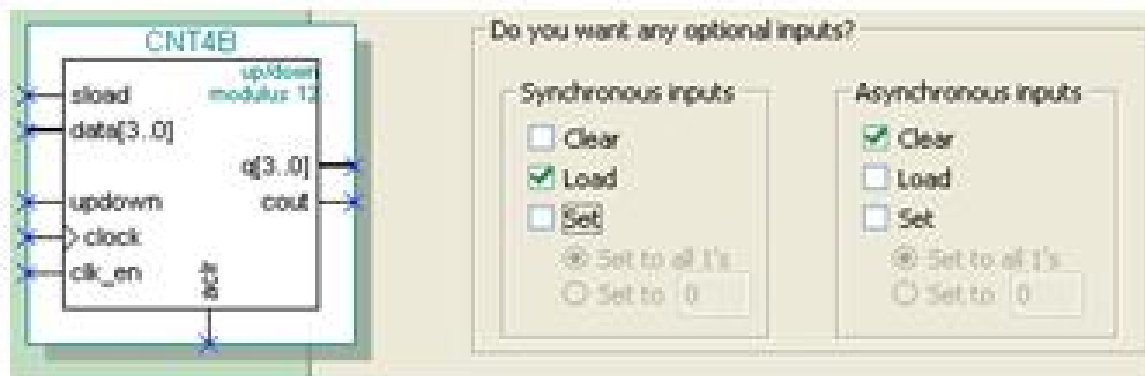 CNT4B
up/down
modulus 12
sload
data[3..0]
q[3..0]
updown
cout
clock
clk_en
aclr
Do you want any optional inputs?
Synchronous inputs
Clear
Load
Set
Set to all 1's
Set to 0
Asynchronous inputs
Clear
Load
Set
Set to all 1's
Set to 0